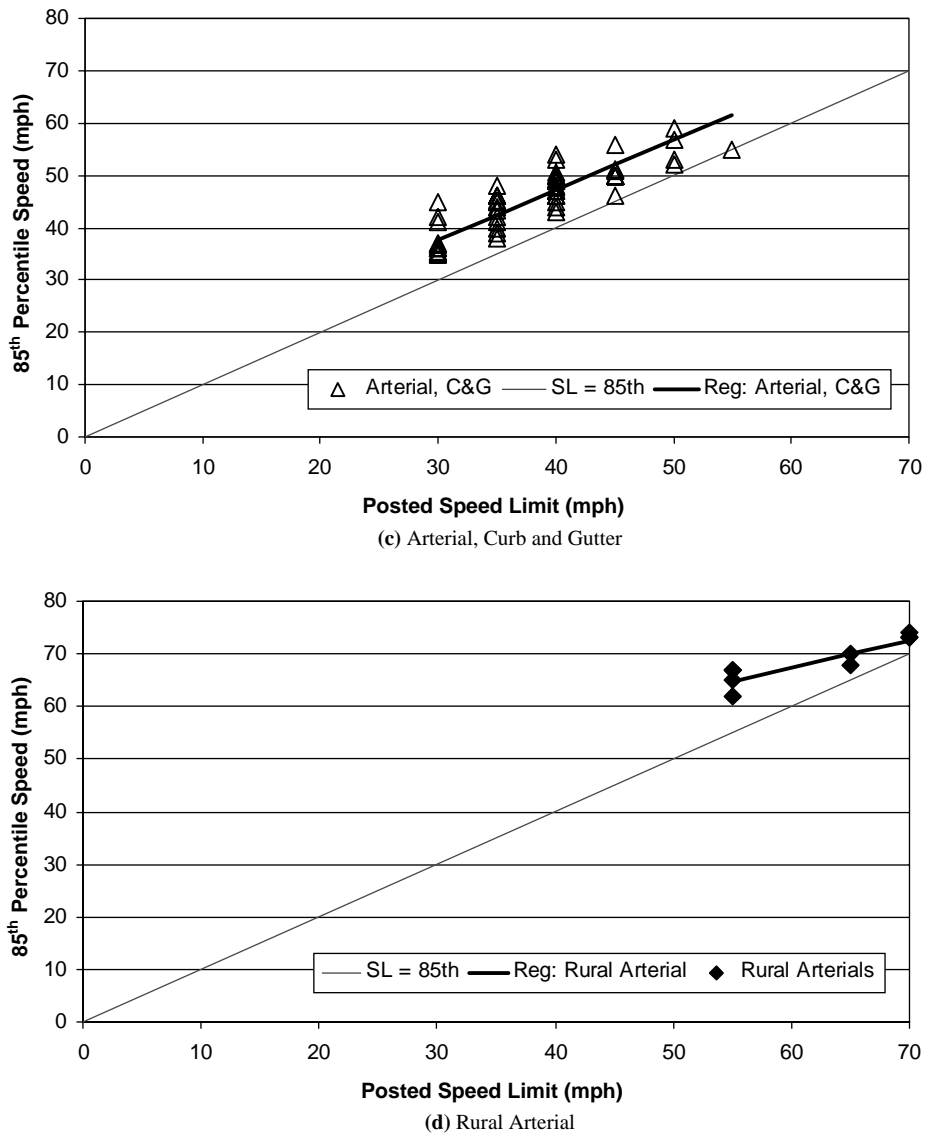 80
70
60
50
40
30
20
10
0
85th Percentile Speed (mph)
Arterial, C&G SL = 85th Reg: Arterial, C&G
0 10 20 30 40 50 60 70
Posted Speed Limit (mph)
(c) Arterial, Curb and Gutter
80
70
60
50
40
30
20
10
0
85th Percentile Speed (mph)
SL = 85th Reg: Rural Arterial Rural Arterials
0 10 20 30 40 50 60 70
Posted Speed Limit (mph)
(d) Rural Arterial